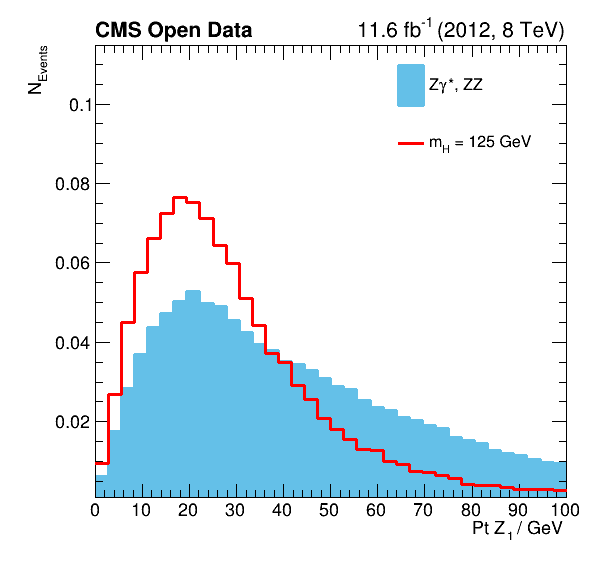 CMS Open Data 11.6 fb-1 (2012, 8 TeV)
NEvents
Zγ*, ZZ
mH = 125 GeV
0.1
0.08
0.06
0.04
0.02
0 10 20 30 40 50 60 70 80 90 100
Pt Z1 / GeV